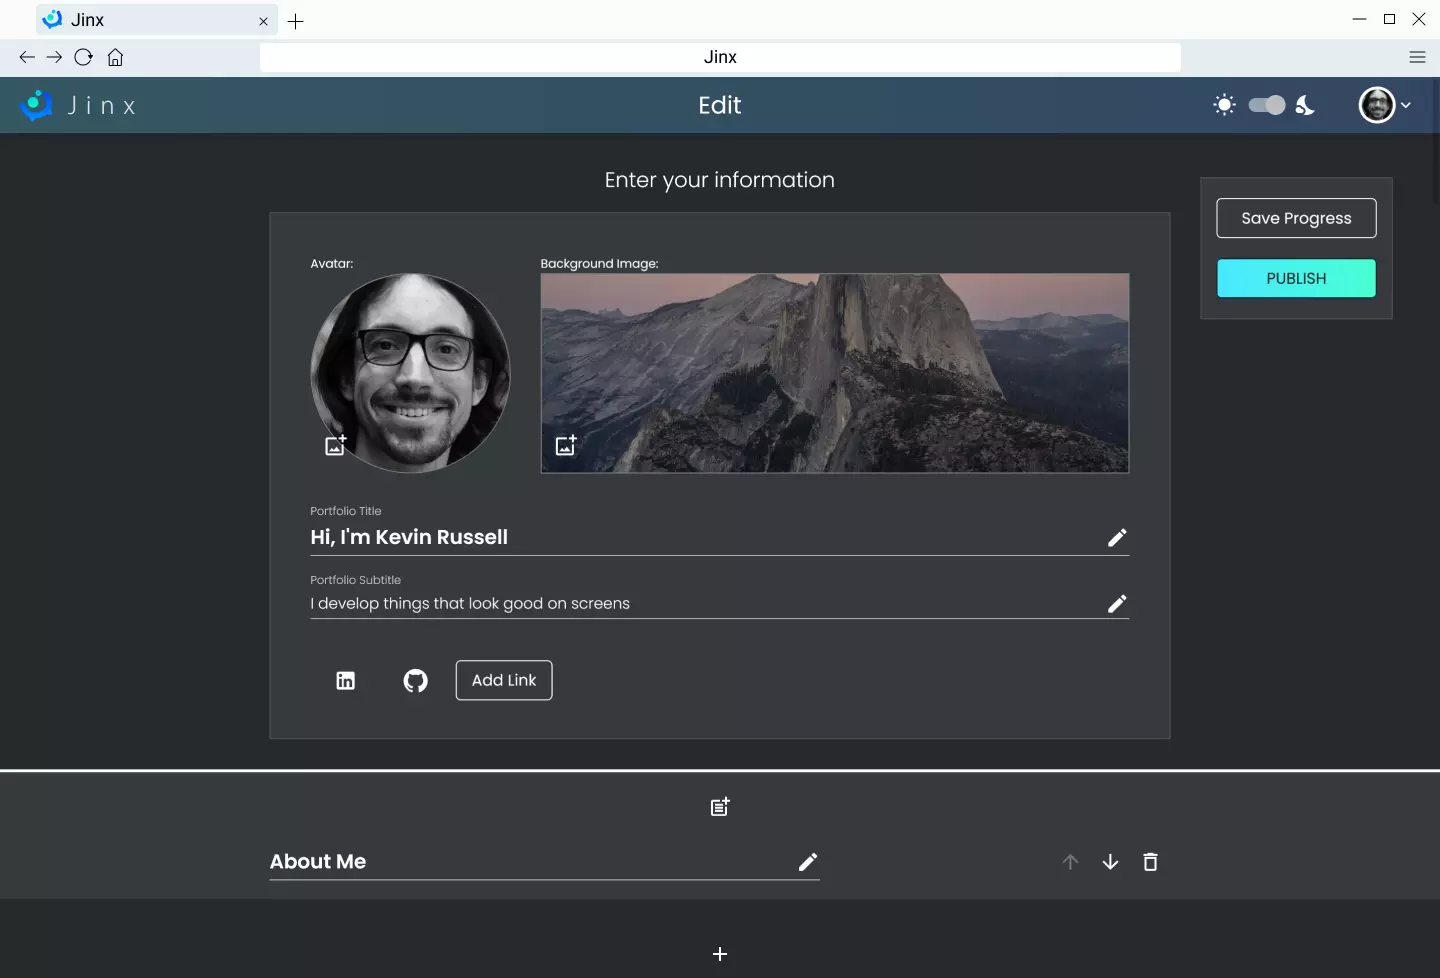 Jinx
Jinx
Jinx
Edit
Enter your information
Save Progress
PUBLISH
Avatar:
Background Image:
Portfolio Title
Hi, I'm Kevin Russell
Portfolio Subtitle
I develop things that look good on screens
in
Add Link
About Me